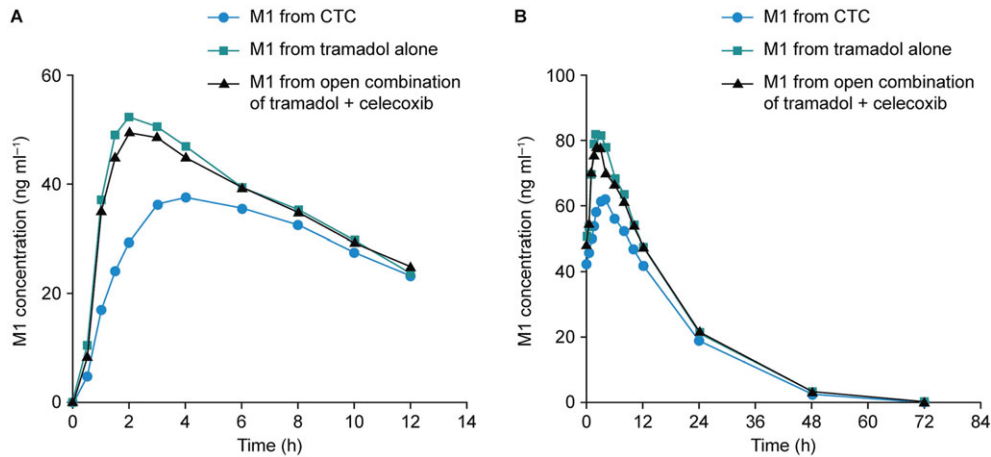 A
M1 from CTC
M1 from tramadol alone
M1 from open combination
of tramadol + celecoxib
M1 concentration (ng ml⁻¹)
60
40
20
0
0 2 4 6 8 10 12 14
Time (h)
B
M1 from CTC
M1 from tramadol alone
M1 from open combination
of tramadol + celecoxib
M1 concentration (ng ml⁻¹)
100
80
60
40
20
0
0 12 24 36 48 60 72 84
Time (h)